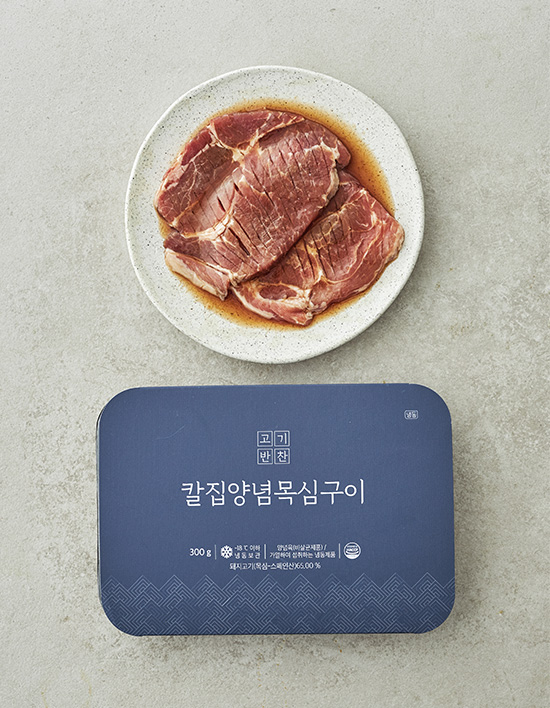 냉동
고기
반찬
칼집양념목심구이
300 g
-18 ℃ 이하
냉동보관
양념육(비살균제품) /
가열하여 섭취하는 냉동제품
돼지고기(목심-스페인산)65.00 %